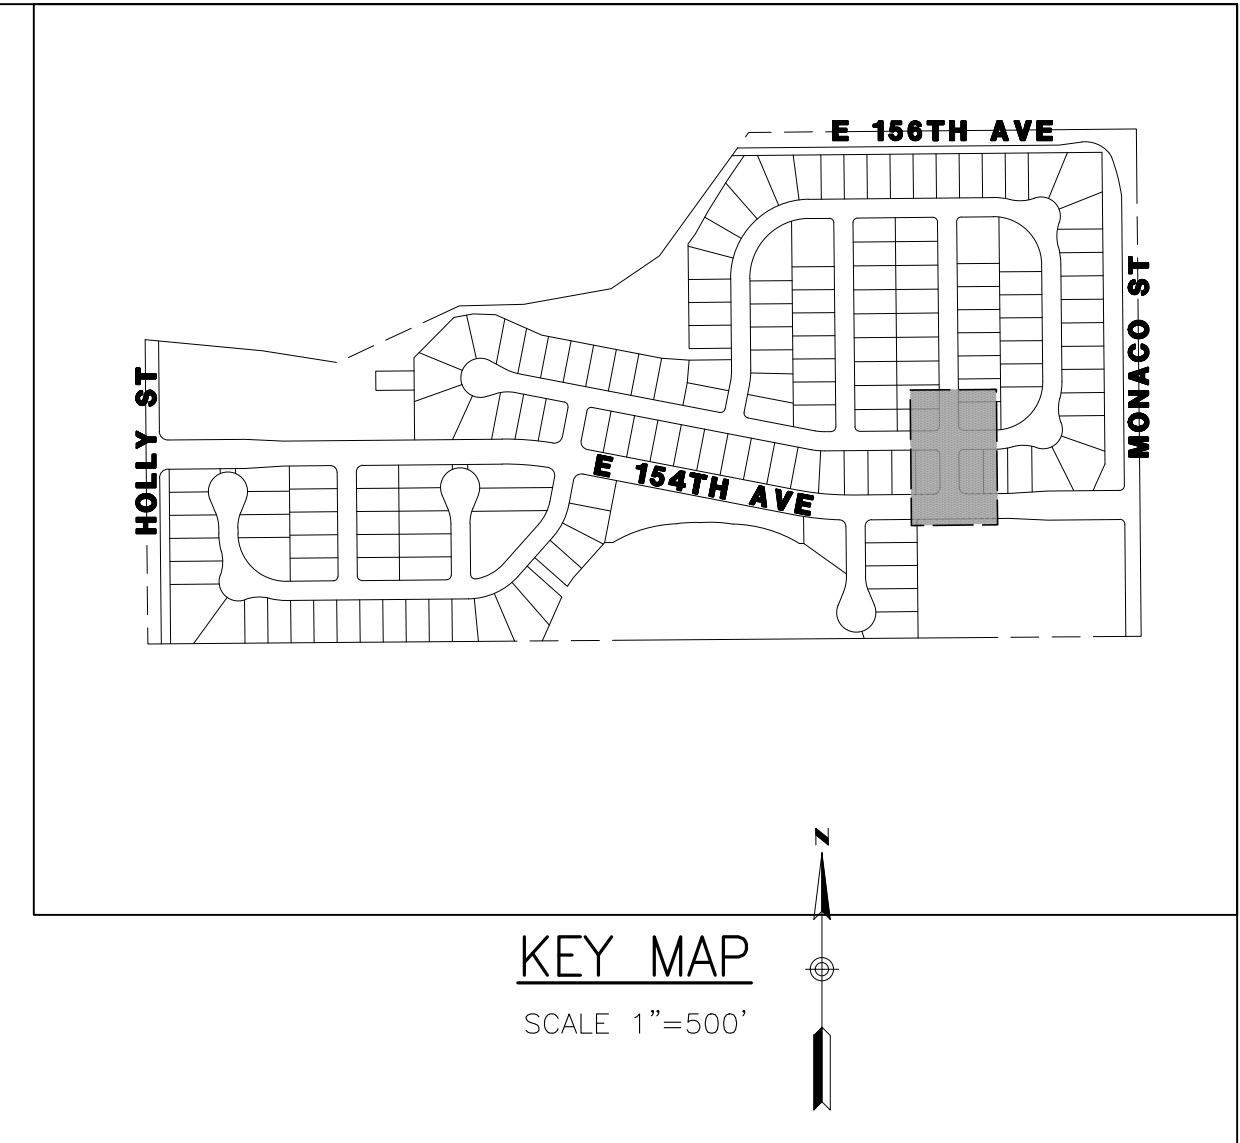 E 156TH AVE
MONACO ST
HOLLY ST
E 154TH AVE
N
KEY MAP
SCALE 1"=500'